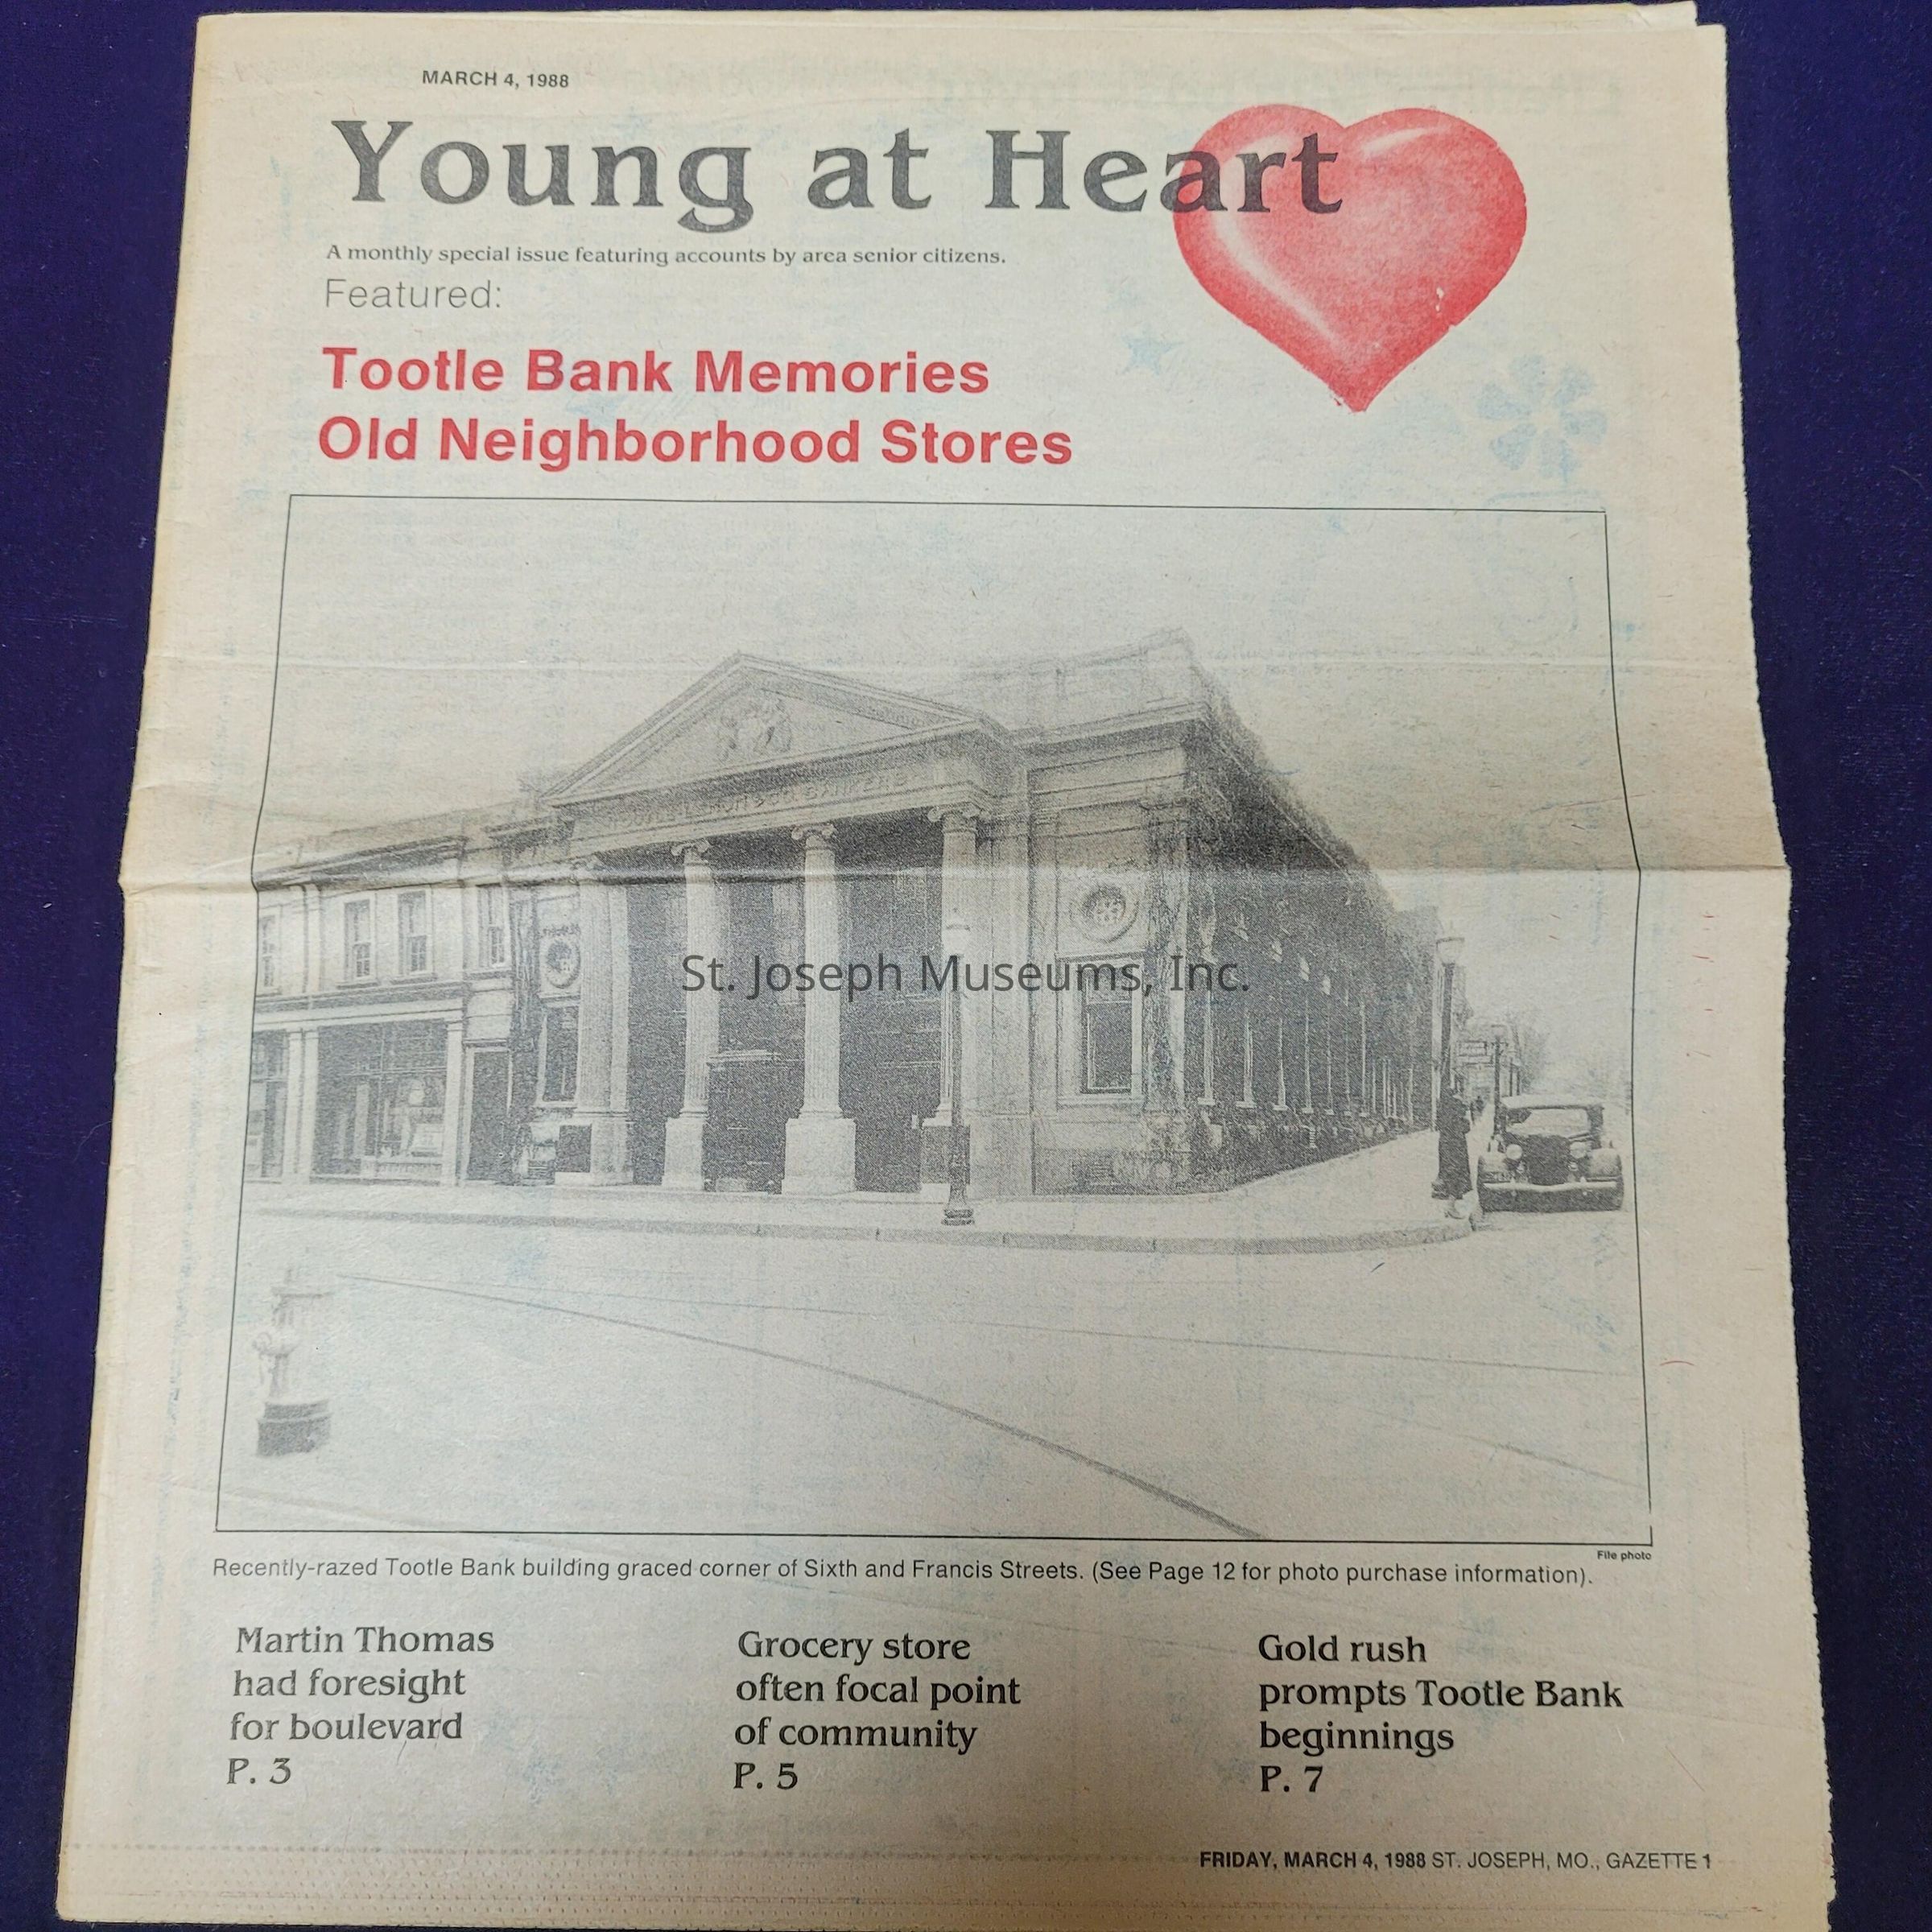 MARCH 4, 1988
Young at Heart
A monthly special issue featuring accounts by area senior citizens.
Featured:
Tootle Bank Memories
Old Neighborhood Stores
BANKERS
St. Joseph Museums, Inc.
File photo
Recently-razed Tootle Bank building graced corner of Sixth and Francis Streets. (See Page 12 for photo purchase information).
Martin Thomas
had foresight
for boulevard
P. 3
Grocery store
often focal point
of community
P. 5
Gold rush
prompts Tootle Bank
beginnings
P. 7
FRIDAY, MARCH 4, 1988 ST. JOSEPH, MO., GAZETTE 1